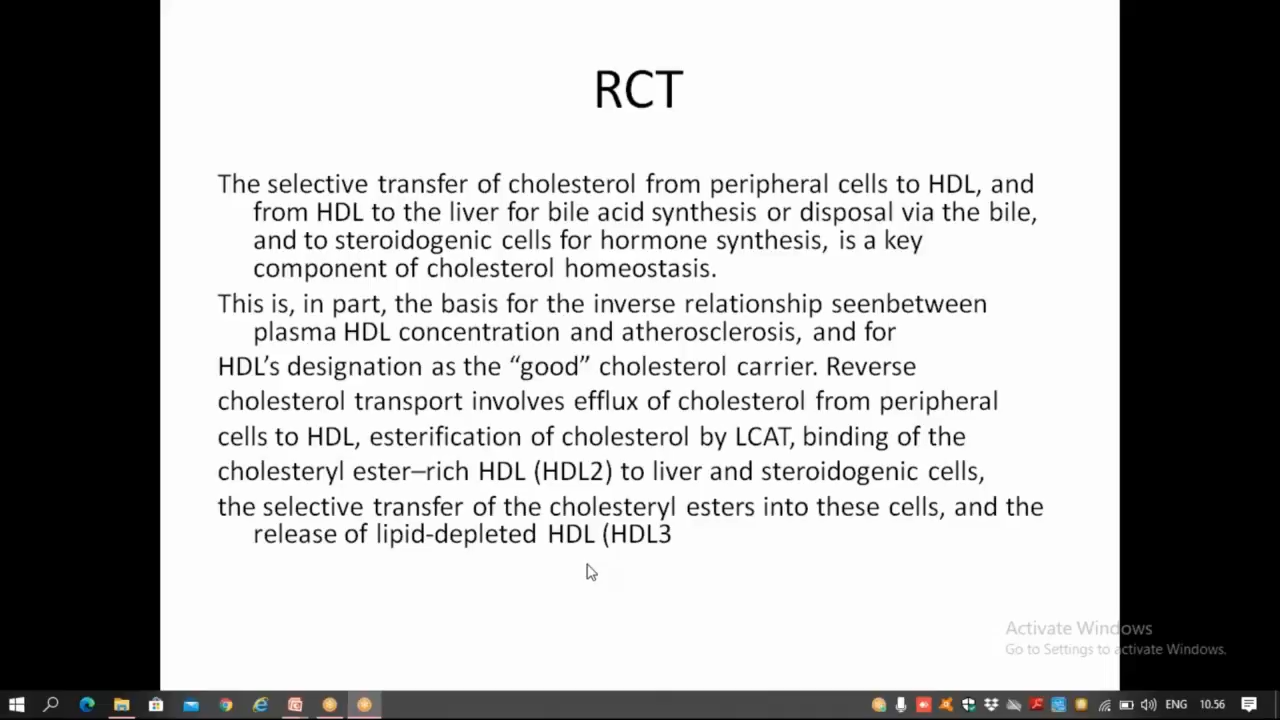 RCT
The selective transfer of cholesterol from peripheral cells to HDL, and
from HDL to the liver for bile acid synthesis or disposal via the bile,
and to steroidogenic cells for hormone synthesis, is a key
component of cholesterol homeostasis.
This is, in part, the basis for the inverse relationship seenbetween
plasma HDL concentration and atherosclerosis, and for
HDL’s designation as the “good” cholesterol carrier. Reverse
cholesterol transport involves efflux of cholesterol from peripheral
cells to HDL, esterification of cholesterol by LCAT, binding of the
cholesteryl ester–rich HDL (HDL2) to liver and steroidogenic cells,
the selective transfer of the cholesteryl esters into these cells, and the
release of lipid-depleted HDL (HDL3
Activate Windows
Go to Settings to activate Windows.
ENG 10.56